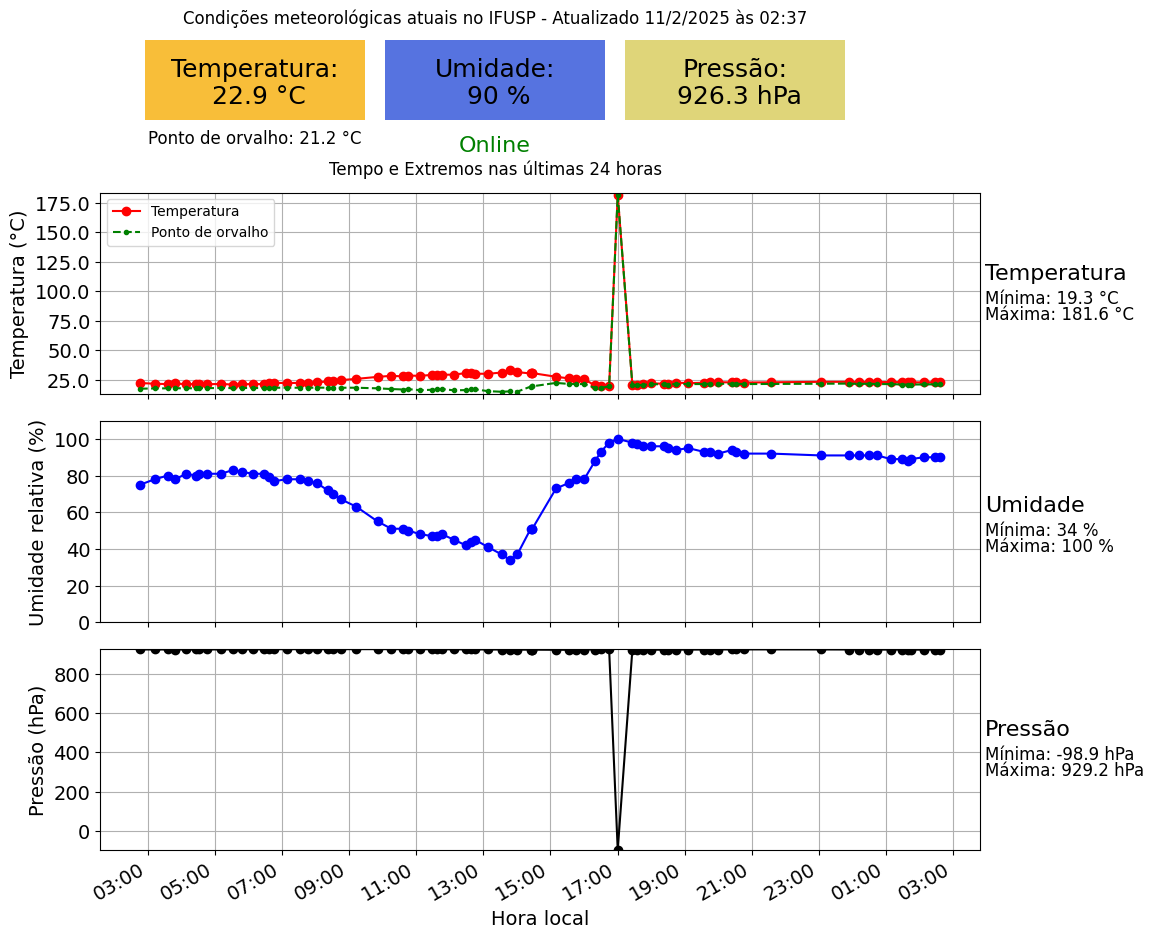 Condições meteorológicas atuais no IFUSP - Atualizado 11/2/2025 às 02:37
Temperatura:
22.9 °C
Umidade:
90 %
Pressão:
926.3 hPa
Ponto de orvalho: 21.2 °C
Online
Tempo e Extremos nas últimas 24 horas
Temperatura (°C)
175.0
150.0
125.0
100.0
75.0
50.0
25.0
Temperatura
Ponto de orvalho
Temperatura
Mínima: 19.3 °C
Máxima: 181.6 °C
Umidade relativa (%)
100
80
60
40
20
0
Umidade
Mínima: 34 %
Máxima: 100 %
Pressão (hPa)
800
600
400
200
0
Pressão
Mínima: -98.9 hPa
Máxima: 929.2 hPa
03:00 05:00 07:00 09:00 11:00 13:00 15:00 17:00 19:00 21:00 23:00 01:00 03:00
Hora local